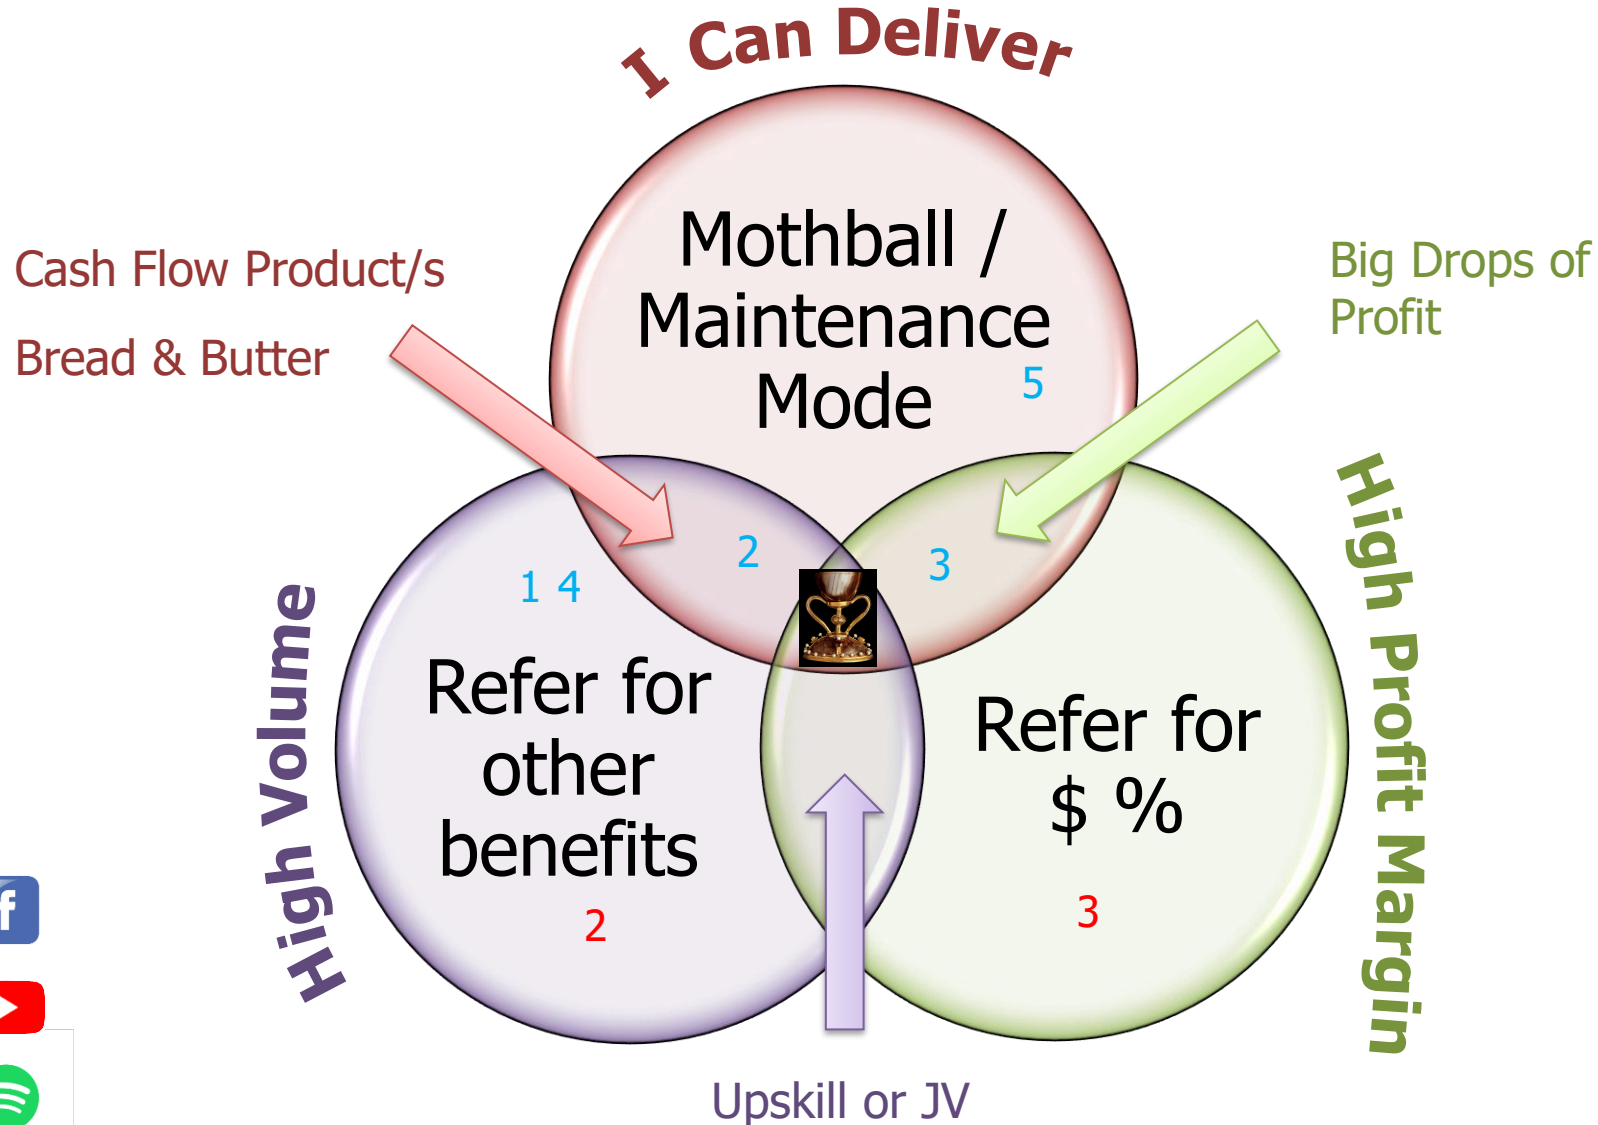 I Can Deliver
Mothball /
Maintenance
Mode
5
Cash Flow Product/s
Bread & Butter
Big Drops of
Profit
2
3
1 4
High Volume
Refer for
other
benefits
2
Refer for
$ %
3
High Profit Margin
f
Upskill or JV